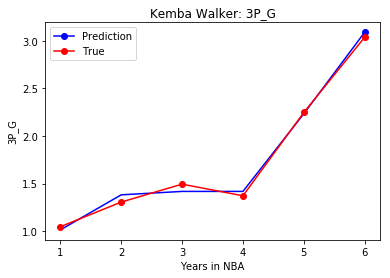 Kemba Walker: 3P_G
Prediction
True
3P_G
3.0
2.5
2.0
1.5
1.0
1 2 3 4 5 6
Years in NBA